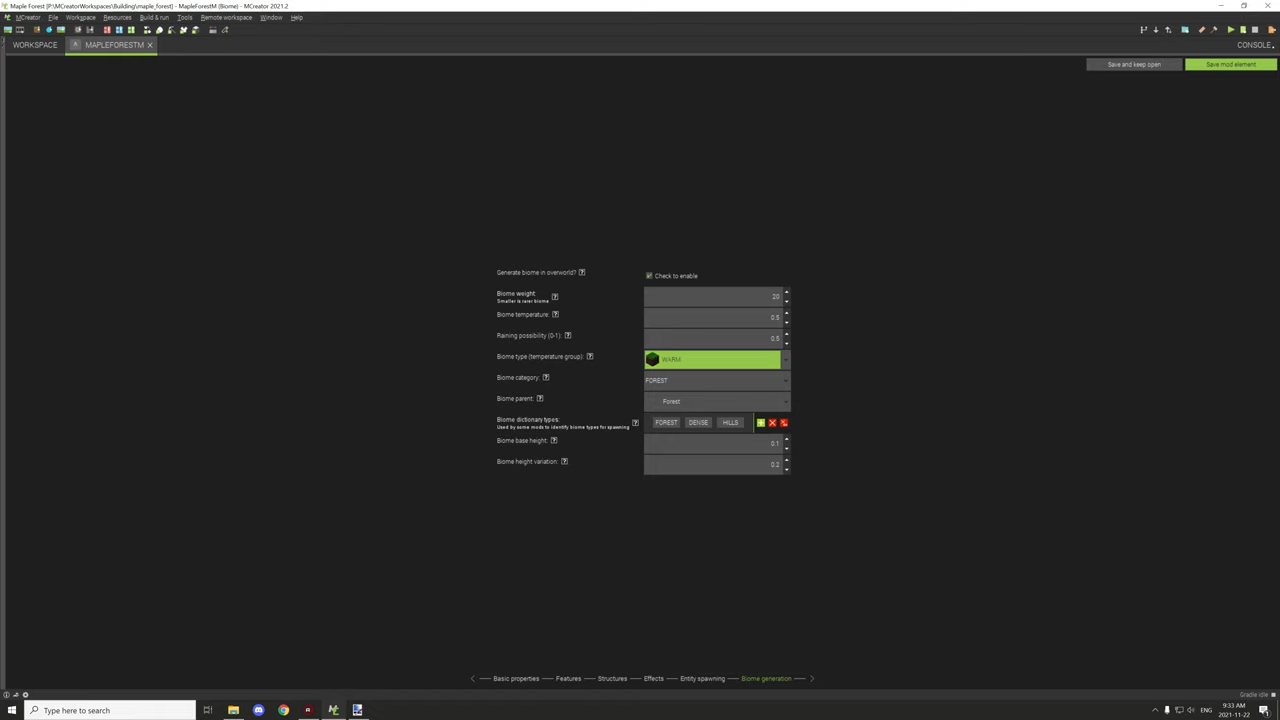 Maple Forest [P:\MCreatorWorkspaces\Building\maple_forest] - MapleForestM (Biome) - MCreator 2021.2
MCreator File Workspace Resources Build & run Tools Remote workspace Window Help
WORKSPACE MAPLEFORESTM CONSOLE
Save and keep open Save mod element
Generate biome in overworld? Check to enable
Biome weight: 20
Smaller is rarer biome
Biome temperature: 0.5
Raining possibility (0-1): 0.5
Biome type (temperature group): WARM
Biome category: FOREST
Biome parent: Forest
Biome dictionary types: FOREST DENSE HILLS
Used by some mods to identify biome types for spawning
Biome base height: 0.1
Biome height variation: 0.2
Basic properties Features Structures Effects Entity spawning Biome generation
Gradle idle
Type here to search
ENG 9:33 AM
2021-11-22